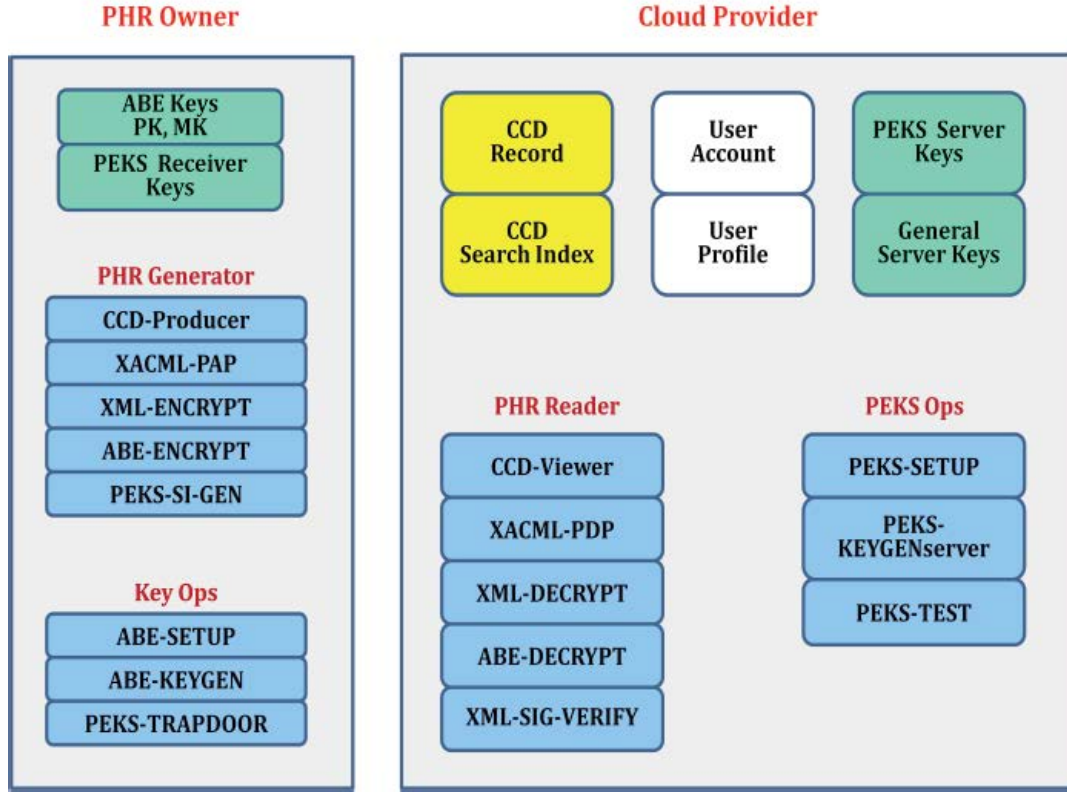 PHR Owner
ABE Keys
PK, MK
PEKS Receiver
Keys
PHR Generator
CCD-Producer
XACML-PAP
XML-ENCRYPT
ABE-ENCRYPT
PEKS-SI-GEN
Key Ops
ABE-SETUP
ABE-KEYGEN
PEKS-TRAPDOOR
Cloud Provider
CCD
Record
User
Account
PEKS Server
Keys
CCD
Search Index
User
Profile
General
Server Keys
PHR Reader
CCD-Viewer
XACML-PDP
XML-DECRYPT
ABE-DECRYPT
XML-SIG-VERIFY
PEKS Ops
PEKS-SETUP
PEKS-
KEYGENserver
PEKS-TEST